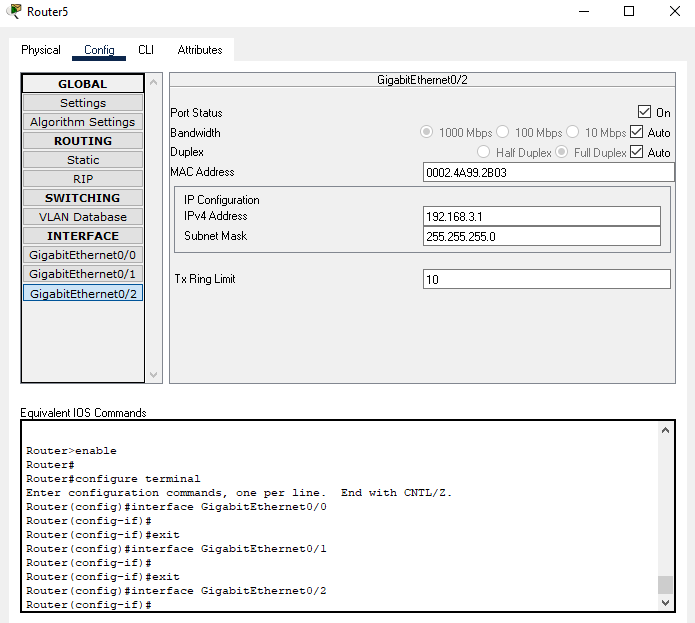 Router5
Physical Config CLI Attributes
GLOBAL
Settings
Algorithm Settings
ROUTING
Static
RIP
SWITCHING
VLAN Database
INTERFACE
GigabitEthernet0/0
GigabitEthernet0/1
GigabitEthernet0/2
GigabitEthernet0/2
Port Status On
Bandwidth 1000 Mbps 100 Mbps 10 Mbps Auto
Duplex Half Duplex Full Duplex Auto
MAC Address 0002.4A99.2B03
IP Configuration
IPv4 Address 192.168.3.1
Subnet Mask 255.255.255.0
Tx Ring Limit 10
Equivalent IOS Commands
Router>enable
Router#
Router#configure terminal
Enter configuration commands, one per line.  End with CNTL/Z.
Router(config)#interface GigabitEthernet0/0
Router(config-if)#
Router(config-if)#exit
Router(config)#interface GigabitEthernet0/1
Router(config-if)#
Router(config-if)#exit
Router(config)#interface GigabitEthernet0/2
Router(config-if)#